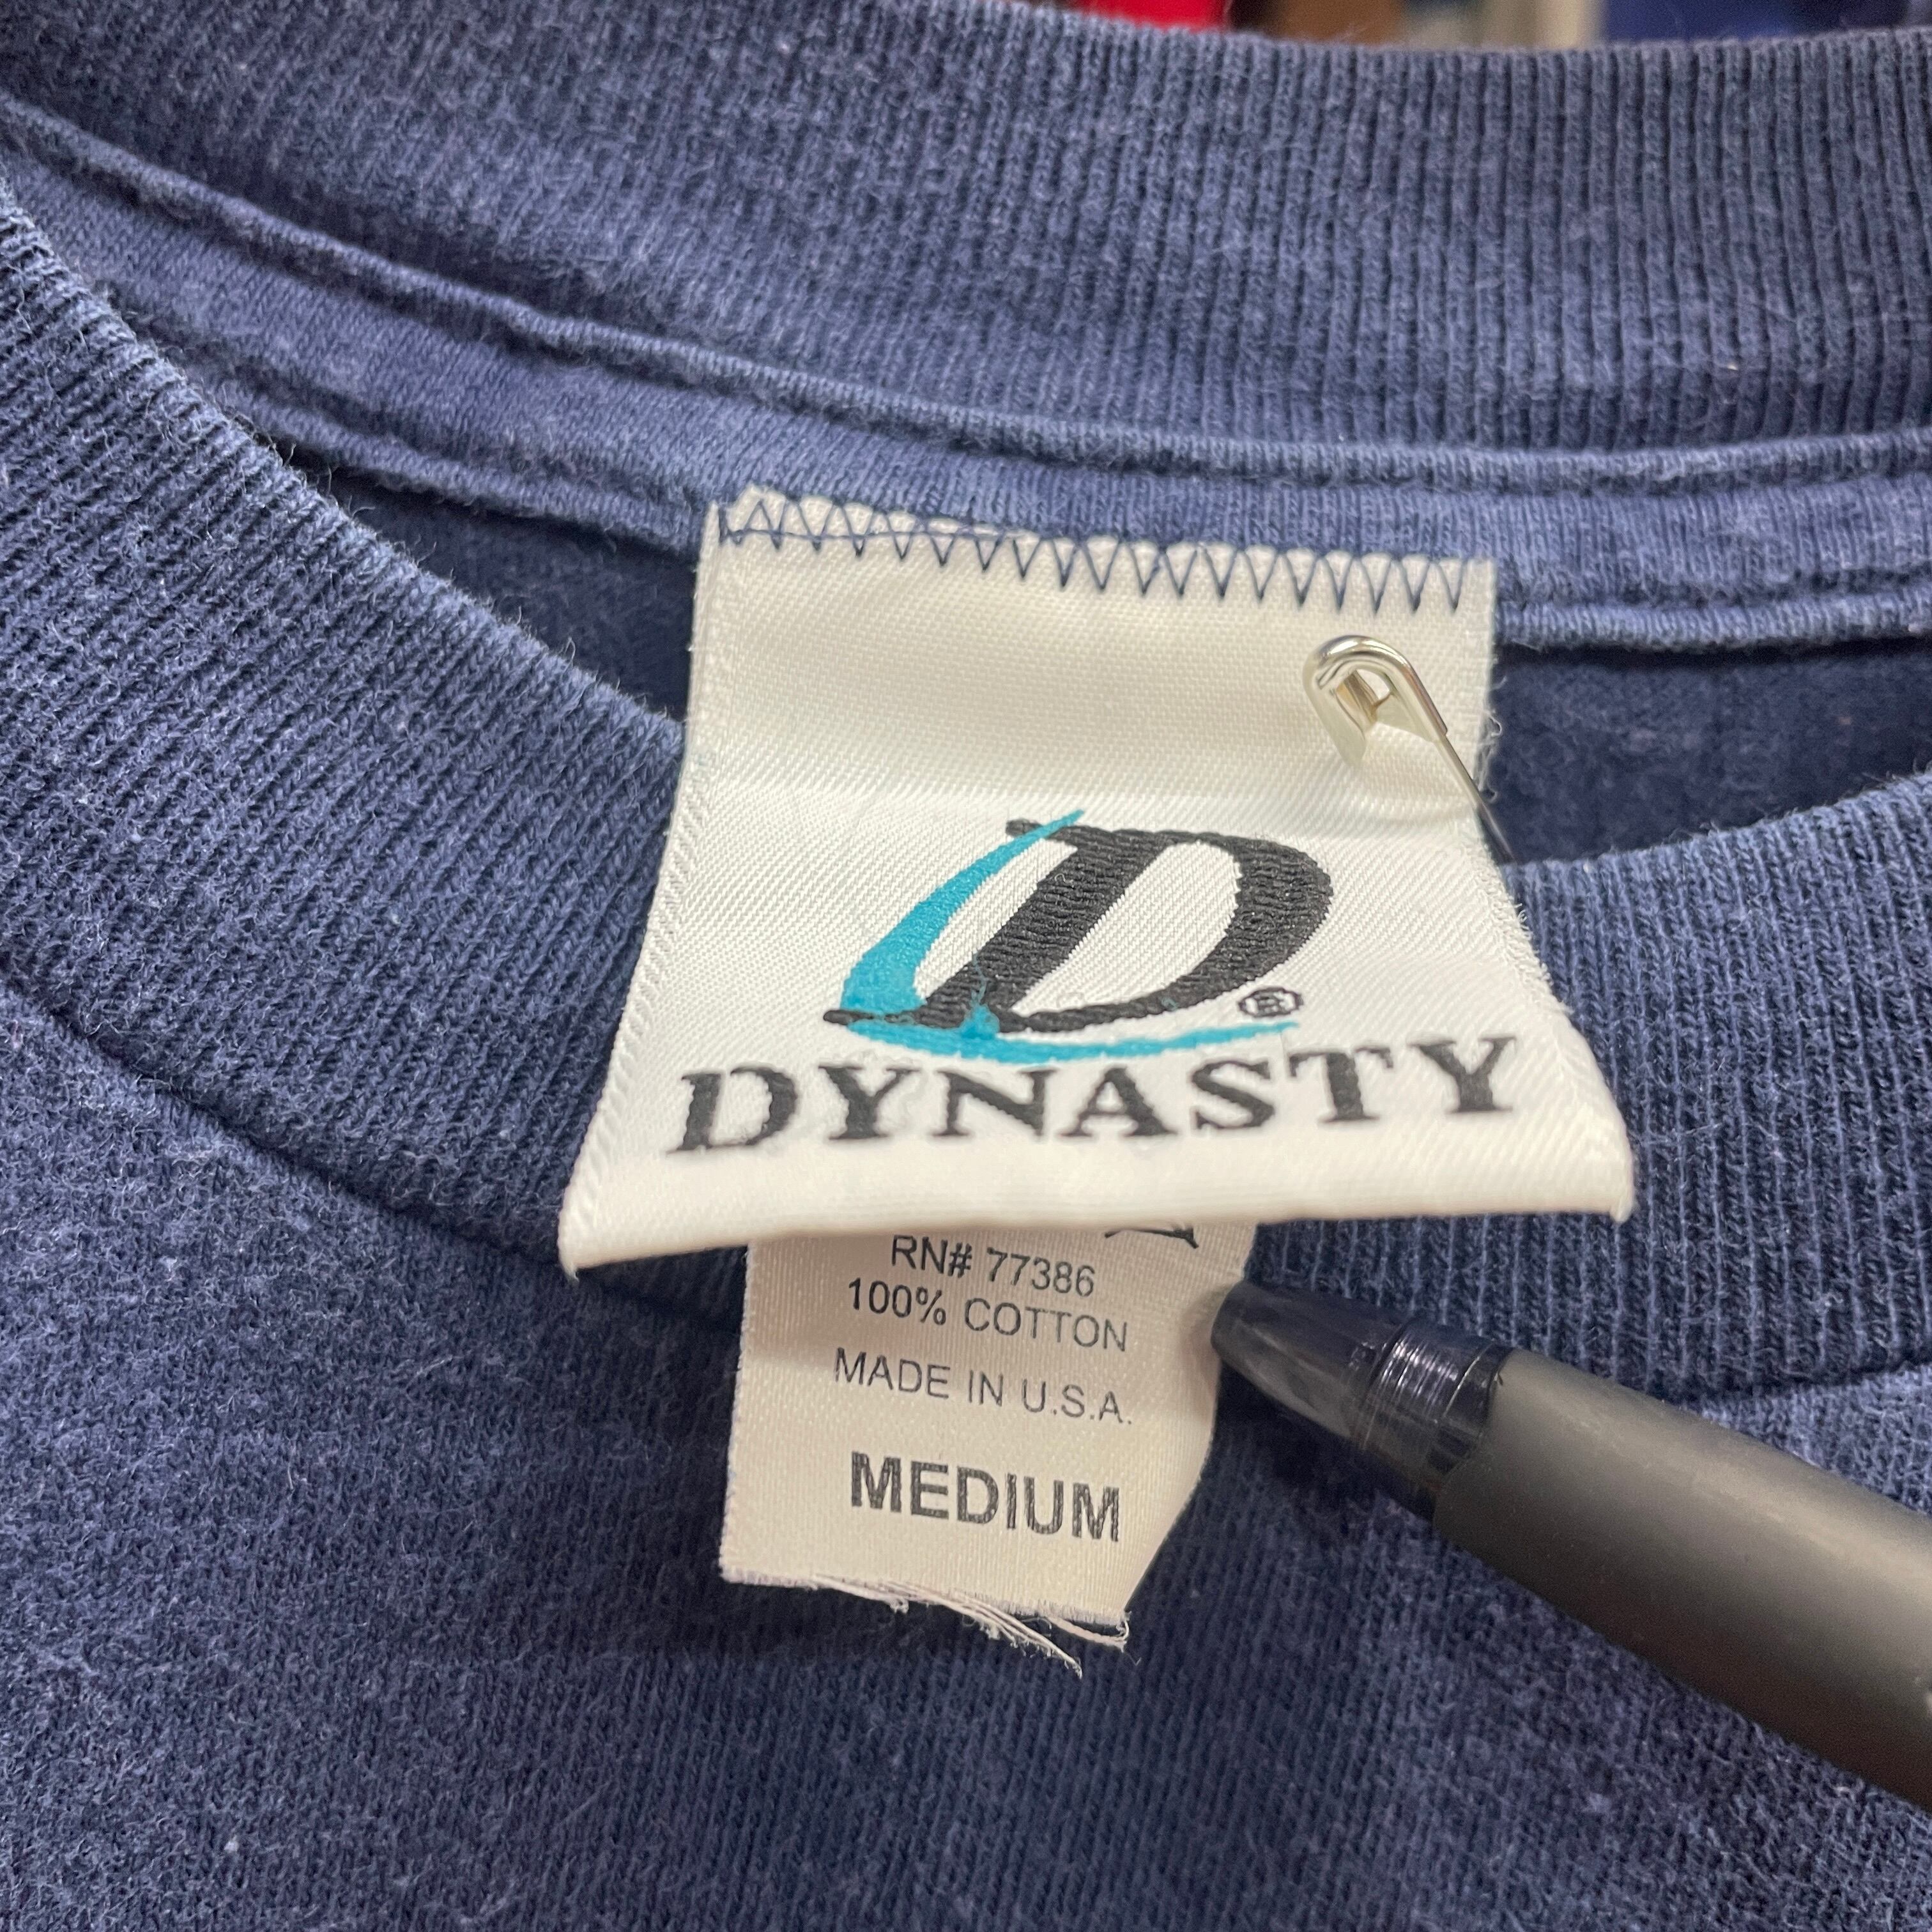 D®
DYNASTY
RN# 77386
100% COTTON
MADE IN U.S.A.
MEDIUM